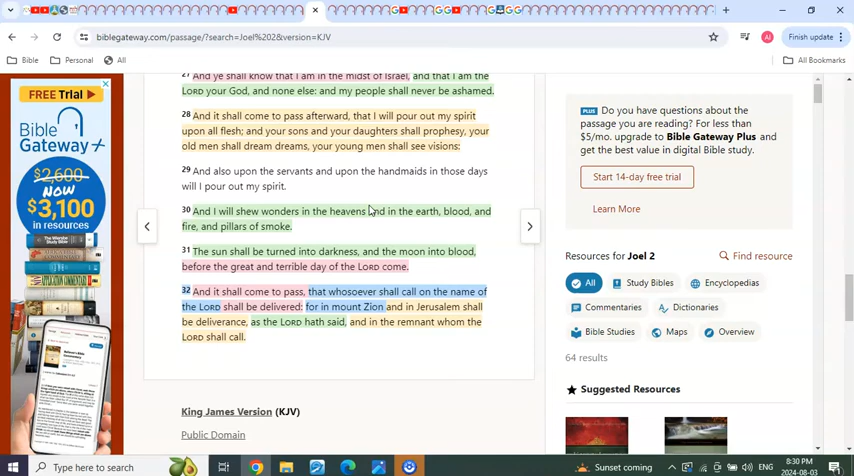 biblegateway.com/passage/?search=Joel%202&version=KJV
AI
Finish update
Bible
Personal
All
All Bookmarks
FREE Trial
Bible
Gateway
$2,600
NOW
$3,100
in resources
27 And ye shall know that I am in the midst of Israel, and that I am the
LORD your God, and none else: and my people shall never be ashamed.
28 And it shall come to pass afterward, that I will pour out my spirit
upon all flesh; and your sons and your daughters shall prophesy, your
old men shall dream dreams, your young men shall see visions:
29 And also upon the servants and upon the handmaids in those days
will I pour out my spirit.
30 And I will shew wonders in the heavens and in the earth, blood, and
fire, and pillars of smoke.
31 The sun shall be turned into darkness, and the moon into blood,
before the great and terrible day of the LORD come.
32 And it shall come to pass, that whosoever shall call on the name of
the LORD shall be delivered: for in mount Zion and in Jerusalem shall
be deliverance, as the LORD hath said, and in the remnant whom the
LORD shall call.
King James Version (KJV)
Public Domain
PLUS Do you have questions about the
passage you are reading? For less than
$5/mo. upgrade to Bible Gateway Plus and
get the best value in digital Bible study.
Start 14-day free trial
Learn More
Resources for Joel 2
Find resource
All
Study Bibles
Encyclopedias
Commentaries
Dictionaries
Bible Studies
Maps
Overview
64 results
Suggested Resources
Type here to search
Sunset coming
ENG
8:30 PM
2024-08-03